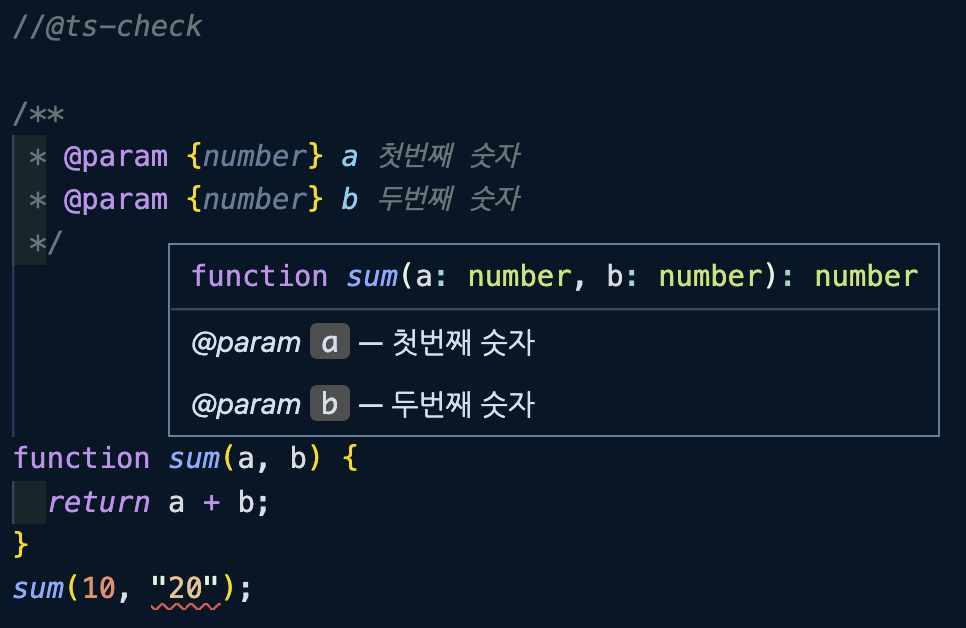 //@ts-check
/**
* @param {number} a 첫번째 숫자
* @param {number} b 두번째 숫자
*/
function sum(a: number, b: number): number
@param a — 첫번째 숫자
@param b — 두번째 숫자
function sum(a, b) {
return a + b;
}
sum(10, "20");